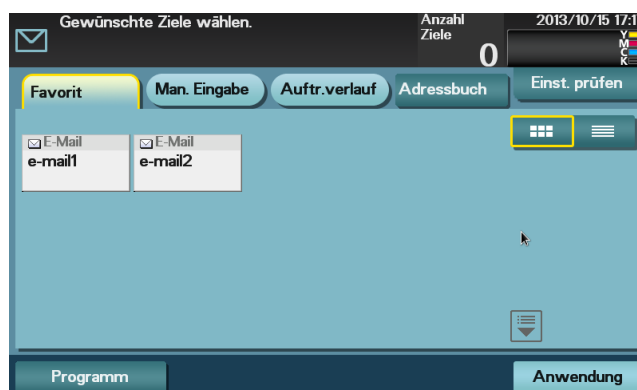 Gewünschte Ziele wählen.
Anzahl
Ziele
0
2013/10/15 17:1
Y
M
C
K
Favorit
Man. Eingabe
Auftr.verlauf
Adressbuch
Einst. prüfen
E-Mail
e-mail1
E-Mail
e-mail2
Programm
Anwendung